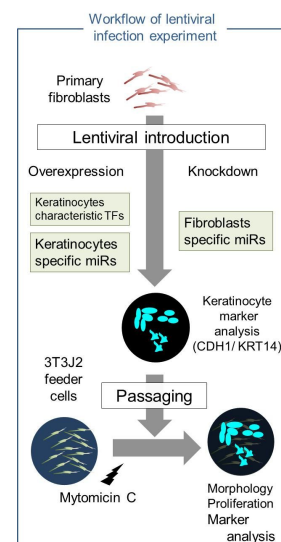 Workflow of lentiviral
infection experiment
Primary
fibroblasts
Lentiviral introduction
Overexpression
Knockdown
Keratinocytes
characteristic TFs
Keratinocytes
specific miRs
Fibroblasts
specific miRs
Keratinocyte
marker
analysis
(CDH1/ KRT14)
3T3J2
feeder
cells
Passaging
Mytomicin C
Morphology
Proliferation
Marker
analysis